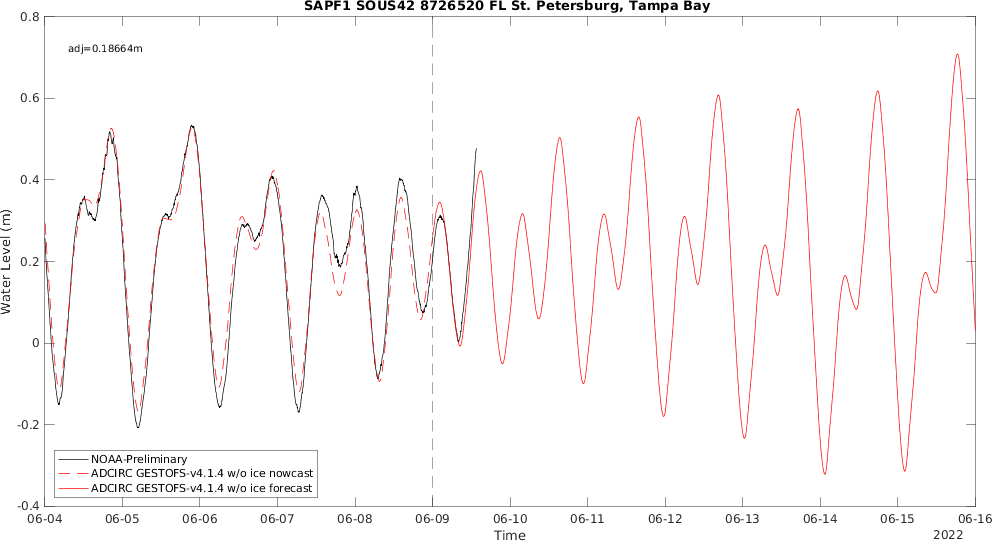 SAPF1 SOUS42 8726520 FL St. Petersburg, Tampa Bay
adj=0.18664m
0.8
0.6
0.4
0.2
0
-0.2
-0.4
Water Level (m)
NOAA-Preliminary
ADCIRC GESTOFS-v4.1.4 w/o ice nowcast
ADCIRC GESTOFS-v4.1.4 w/o ice forecast
06-04 06-05 06-06 06-07 06-08 06-09 06-10 06-11 06-12 06-13 06-14 06-15 06-16
Time
2022